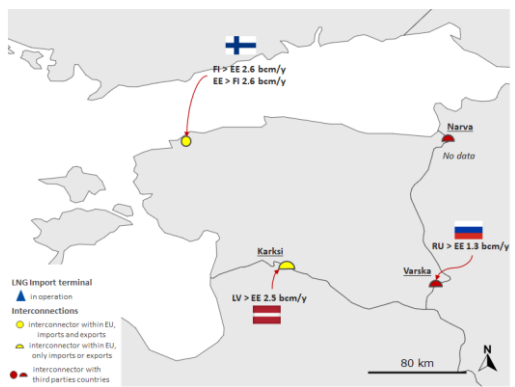 FI > EE 2.6 bcm/y
EE > FI 2.6 bcm/y
Narva
No data
RU > EE 1.3 bcm/y
Karksi
Varska
LV > EE 2.5 bcm/y
LNG Import terminal
in operation
Interconnections
interconnector within EU,
imports and exports
interconnector within EU,
only imports or exports
interconnector with
third parties countries
80 km
N